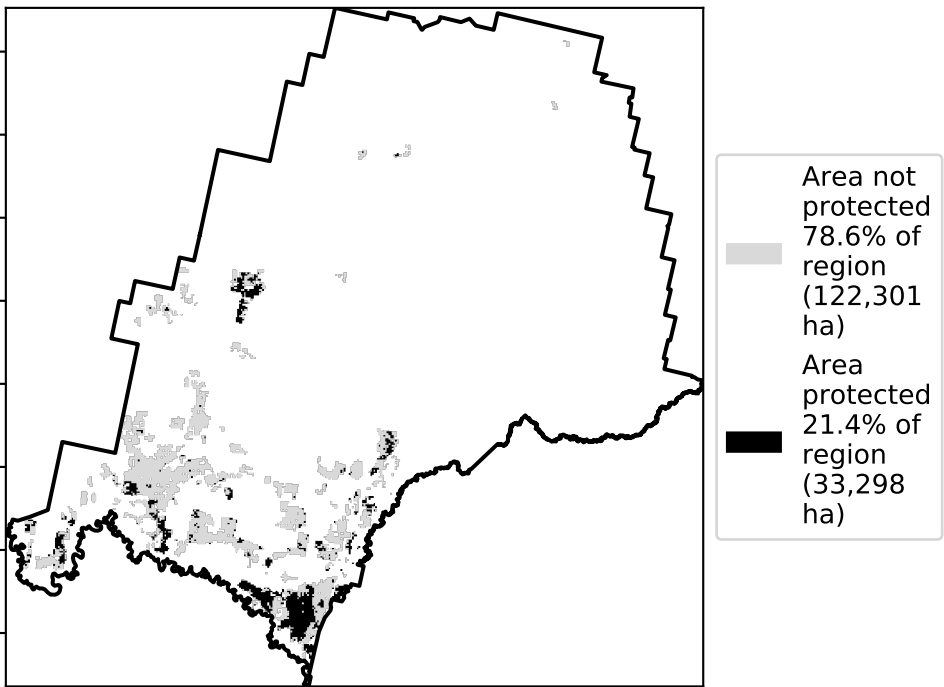 Area not
protected
78.6% of
region
(122,301
ha)
Area
protected
21.4% of
region
(33,298
ha)